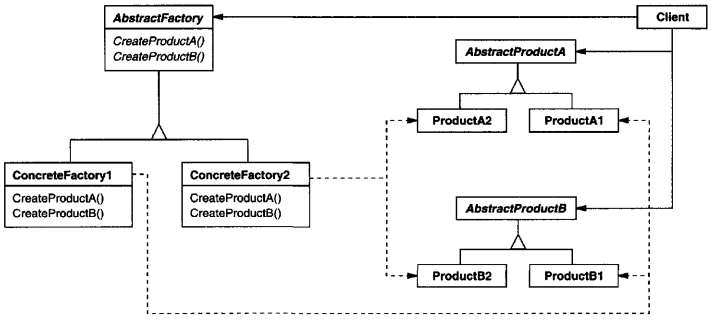 AbstractFactory
CreateProductA()
CreateProductB()
Client
AbstractProductA
ProductA2
ProductA1
ConcreteFactory1
CreateProductA()
CreateProductB()
ConcreteFactory2
CreateProductA()
CreateProductB()
AbstractProductB
ProductB2
ProductB1